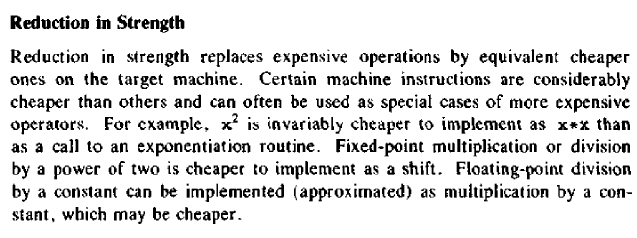 Reduction in Strength
Reduction in strength replaces expensive operations by equivalent cheaper
ones on the target machine. Certain machine instructions are considerably
cheaper than others and can often be used as special cases of more expensive
operators. For example, x² is invariably cheaper to implement as x*x than
as a call to an exponentiation routine. Fixed-point multiplication or division
by a power of two is cheaper to implement as a shift. Floating-point division
by a constant can be implemented (approximated) as multiplication by a con-
stant, which may be cheaper.